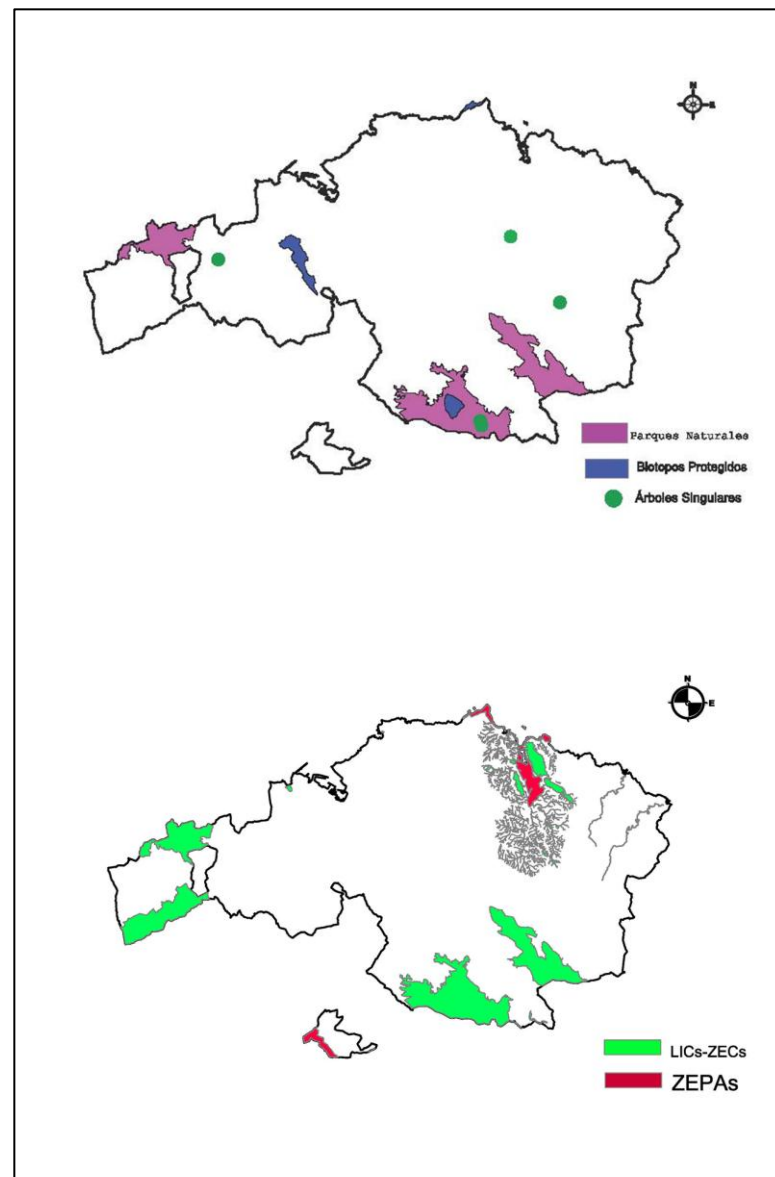 N
E
Parques Naturales
Biotopos Protegidos
Árboles Singulares
N
E
LICs-ZECs
ZEPAs